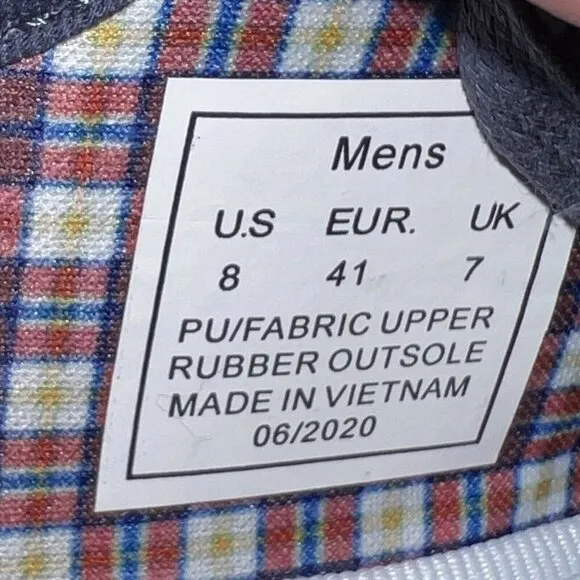 Mens
U.S EUR. UK
8 41 7
PU/FABRIC UPPER
RUBBER OUTSOLE
MADE IN VIETNAM
06/2020